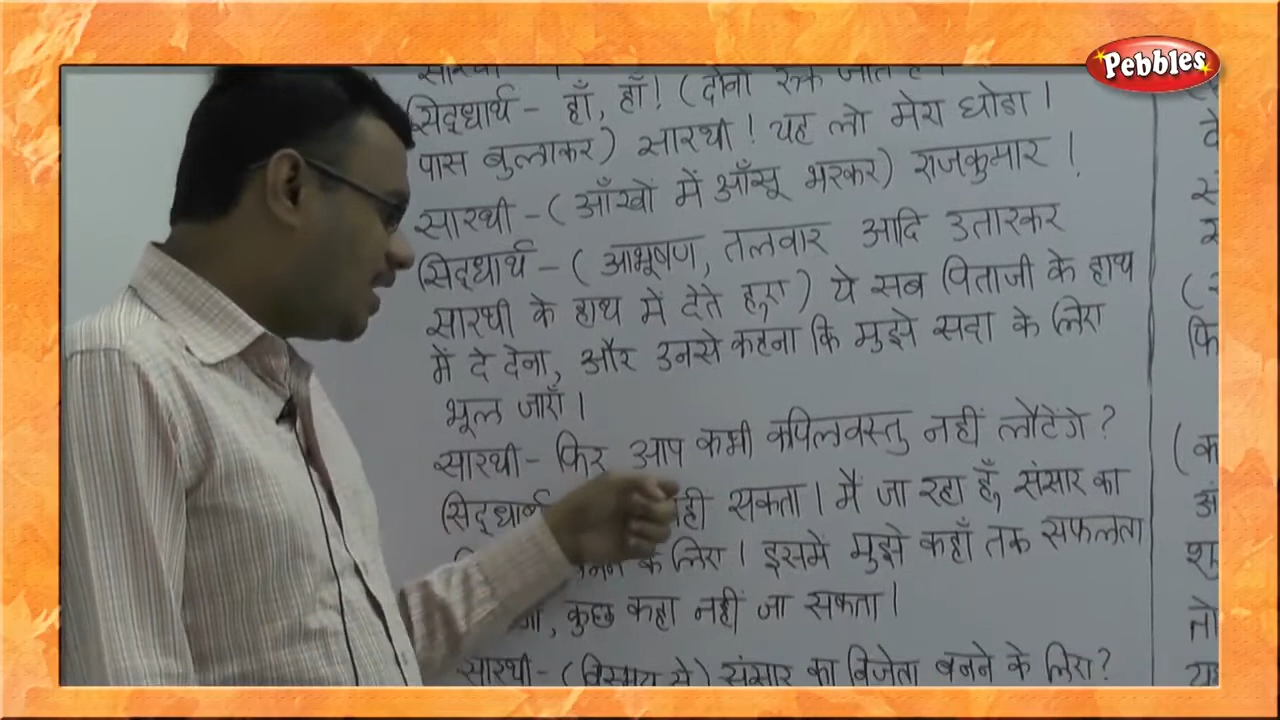 Pebbles
सिद्धार्थ - हाँ, हाँ! (दोनों रुक जाते हैं।
पास बुलाकर) सारथी! यह लो मेरा घोडा।
सारथी - (आँखों में आँसू भरकर) राजकुमार!
सिद्धार्थ - (आभूषण, तलवार आदि उतारकर
सारथी के हाथ में देते हुए) ये सब पिताजी के हाथ
में दे देना, और उनसे कहना कि मुझे सदा के लिए
भूल जाएँ।
सारथी - फिर आप कभी कपिलवस्तु नहीं लौटेंगे?
सिद्धार्थ सकता। मै जा रहा हूँ, संसार का
के लिए। इसमें मुझे कहाँ तक सफलता
कुछ कहा नहीं जा सकता।
सारथी - (विस्मय से) संसार का विजेता बनने के लिए?